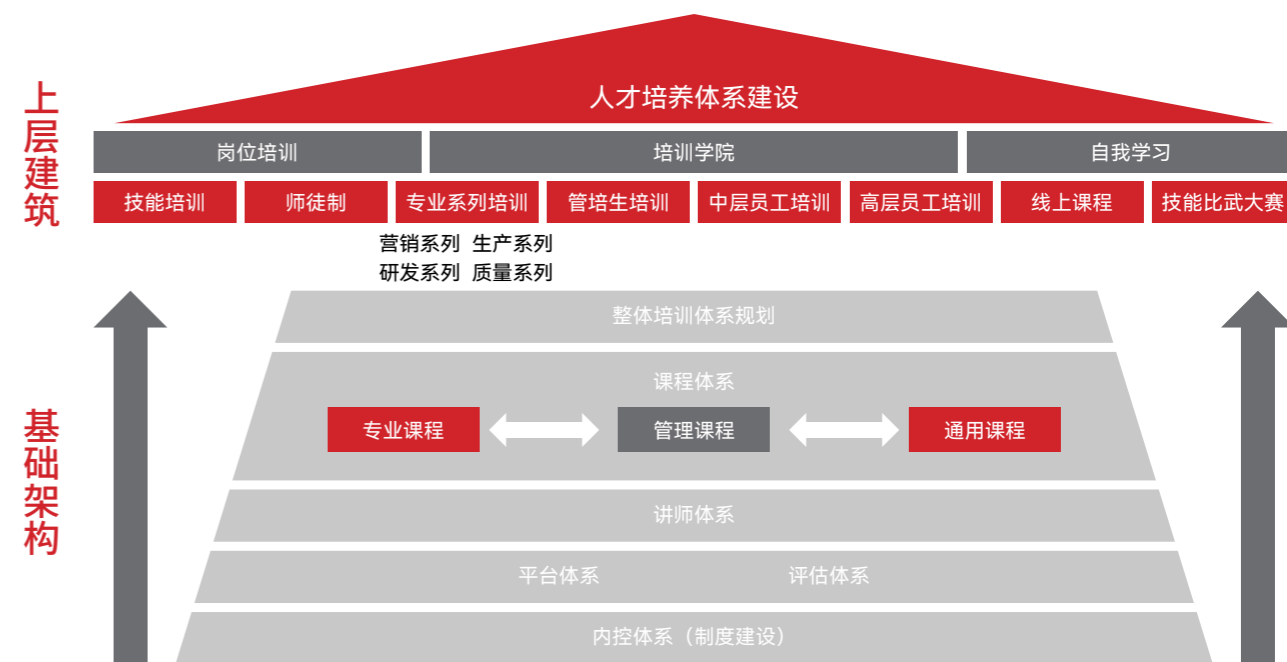 上层建筑
人才培养体系建设
岗位培训 培训学院 自我学习
技能培训 师徒制 专业系列培训 管培生培训 中层员工培训 高层员工培训 线上课程 技能比武大赛
营销系列 生产系列
研发系列 质量系列
基础架构
整体培训体系规划
课程体系
专业课程 管理课程 通用课程
讲师体系
平台体系 评估体系
内控体系（制度建设）